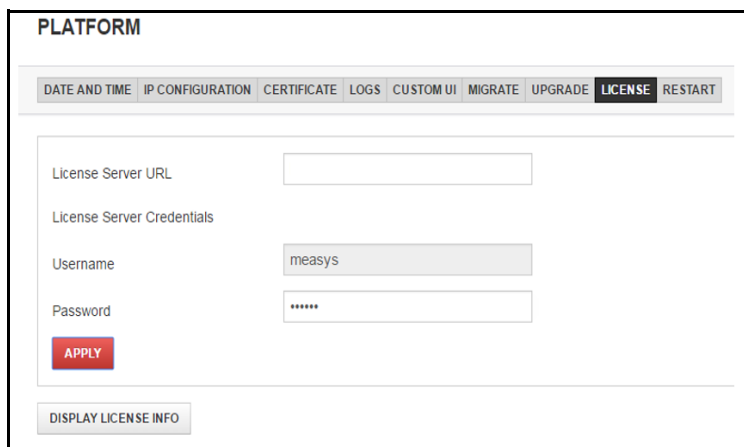 PLATFORM
DATE AND TIME IP CONFIGURATION CERTIFICATE LOGS CUSTOM UI MIGRATE UPGRADE LICENSE RESTART
License Server URL
License Server Credentials
Username measys
Password ••••••
APPLY
DISPLAY LICENSE INFO